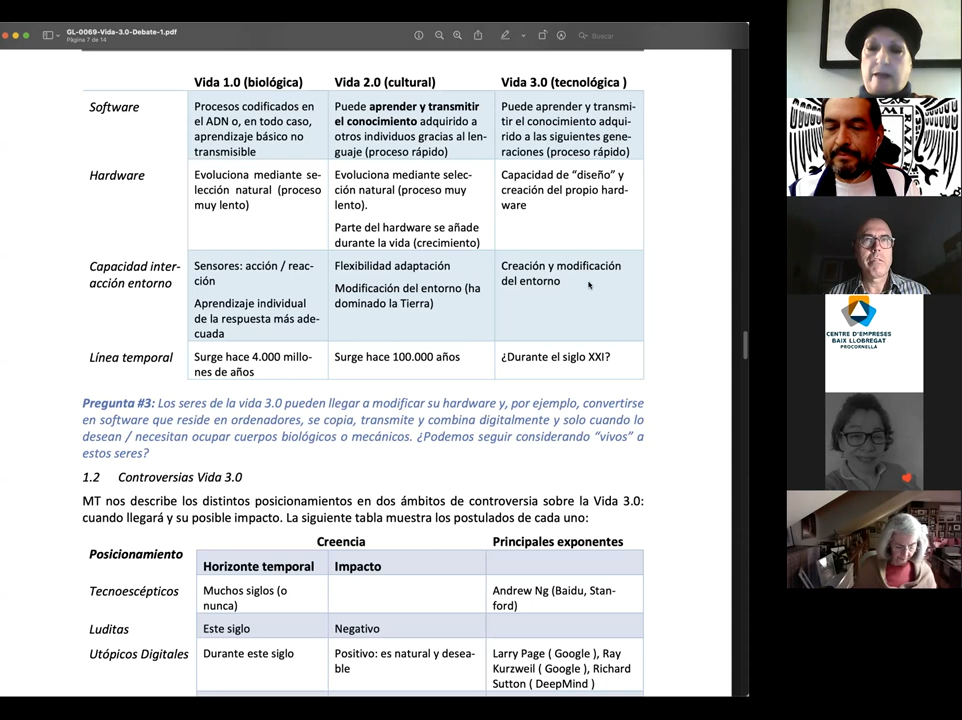 GL-0069-Vida-3.0-Debate-1.pdf
Página 7 de 14
Buscar
Vida 1.0 (biológica) Vida 2.0 (cultural) Vida 3.0 (tecnológica )
Software
Procesos codificados en
el ADN o, en todo caso,
aprendizaje básico no
transmisible
Puede aprender y transmitir
el conocimiento adquirido a
otros individuos gracias al len-
guaje (proceso rápido)
Puede aprender y transmi-
tir el conocimiento adqui-
rido a las siguientes gene-
raciones (proceso rápido)
Hardware
Evoluciona mediante se-
lección natural (proceso
muy lento)
Evoluciona mediante selec-
ción natural (proceso muy
lento).
Parte del hardware se añade
durante la vida (crecimiento)
Capacidad de “diseño” y
creación del propio hard-
ware
Capacidad inter-
acción entorno
Sensores: acción / reac-
ción
Aprendizaje individual
de la respuesta más ade-
cuada
Flexibilidad adaptación
Modificación del entorno (ha
dominado la Tierra)
Creación y modificación
del entorno
Línea temporal
Surge hace 4.000 millo-
nes de años
Surge hace 100.000 años
¿Durante el siglo XXI?
Pregunta #3: Los seres de la vida 3.0 pueden llegar a modificar su hardware y, por ejemplo, convertirse
en software que reside en ordenadores, se copia, transmite y combina digitalmente y solo cuando lo
desean / necesitan ocupar cuerpos biológicos o mecánicos. ¿Podemos seguir considerando “vivos” a
estos seres?
1.2 Controversias Vida 3.0
MT nos describe los distintos posicionamientos en dos ámbitos de controversia sobre la Vida 3.0:
cuando llegará y su posible impacto. La siguiente tabla muestra los postulados de cada uno:
Posicionamiento
Creencia
Principales exponentes
Horizonte temporal Impacto
Tecnoescépticos
Muchos siglos (o
nunca)
Andrew Ng (Baidu, Stan-
ford)
Luditas
Este siglo
Negativo
Utópicos Digitales
Durante este siglo
Positivo: es natural y desea-
ble
Larry Page ( Google ), Ray
Kurzweil ( Google ), Richard
Sutton ( DeepMind )
CENTRE D'EMPRESES
BAIX LLOBREGAT
PROCORNELLA